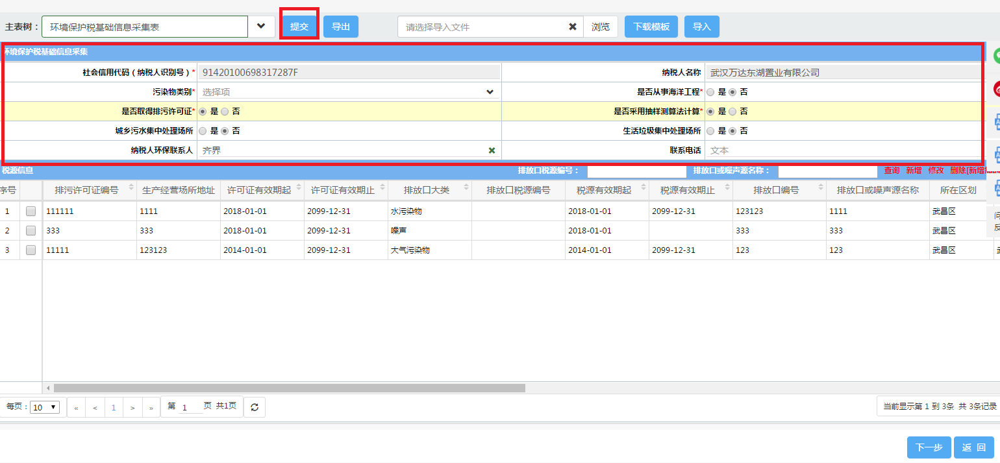 主表树： 环境保护税基础信息采集表 提交 导出 请选择导入文件 浏览 下载模板 导入
环境保护税基础信息采集
社会信用代码（纳税人识别号）* 91420100698317287F 纳税人名称 武汉万达东湖置业有限公司
污染物类别* 选择项 是否从事海洋工程* 是 否
是否取得排污许可证* 是 否 是否采用抽样测算法计算* 是 否
城乡污水集中处理场所 是 否 生活垃圾集中处理场所 是 否
纳税人环保联系人 齐界 联系电话 文本
税源信息 排放口税源编号： 排放口或噪声源名称： 查询 新增 修改 删除[新增
序号 排污许可证编号 生产经营场所地址 许可证有效期起 许可证有效期止 排放口大类 排放口税源编号 税源有效期起 税源有效期止 排放口编号 排放口或噪声源名称 所在区划
1 111111 1111 2018-01-01 2099-12-31 水污染物 2018-01-01 2099-12-31 123123 1111 武昌区
2 333 333 2018-01-01 2099-12-31 噪声 2018-01-01 333 333 武昌区
3 11111 123123 2014-01-01 2099-12-31 大气污染物 2014-01-01 2099-12-31 123 123 武昌区
每页： 10 « < 1 > » 第 1 页 共1页 当前显示第 1 到 3条 共 3条记录
下一步 返 回